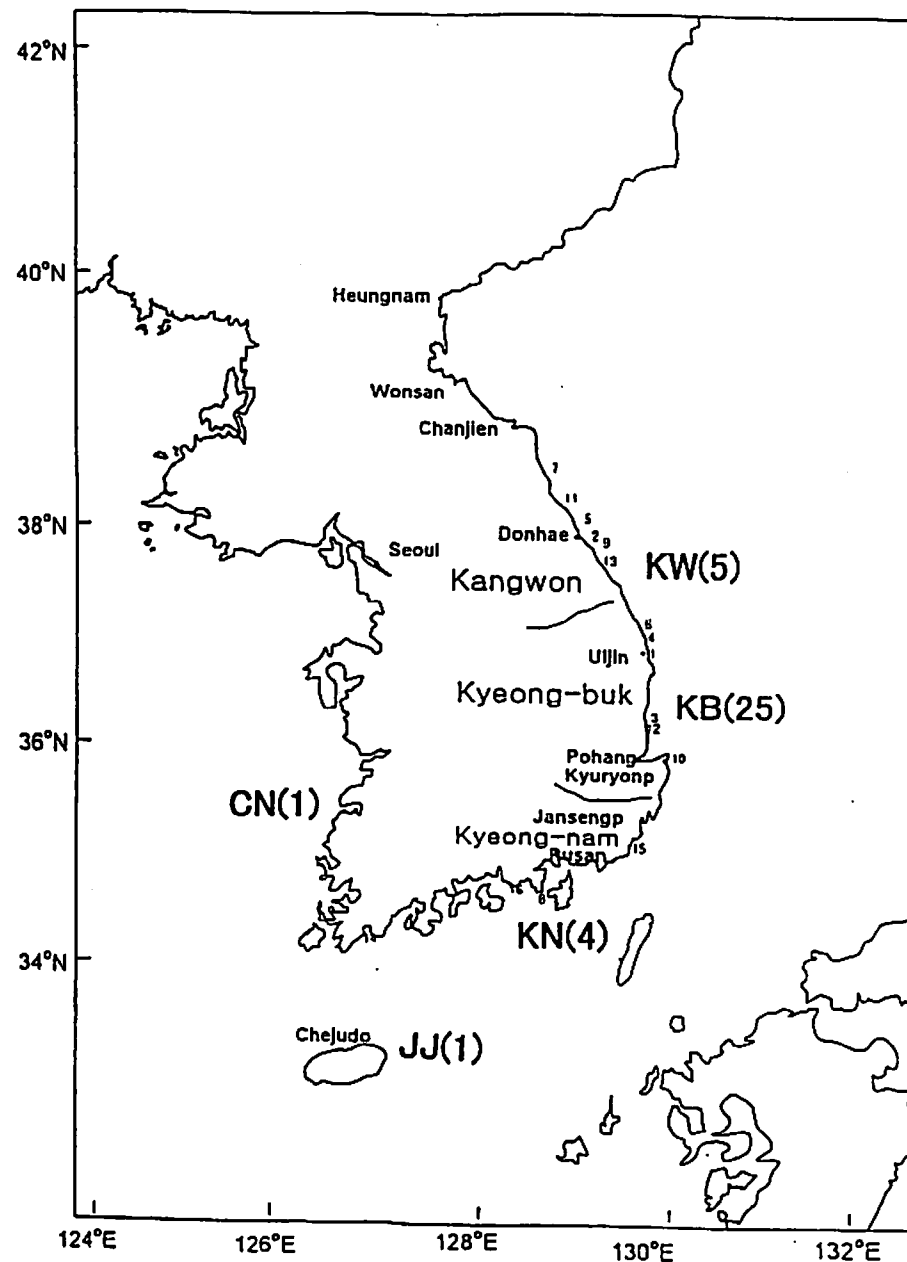 42°N
40°N
Heungnam
Wonsan
Chanjien
7
11
38°N
5
Donhae
2
9
Seoul
13
Kangwon
KW(5)
6
4
Uljin
1
Kyeong-buk
KB(25)
3
12
36°N
Pohang
10
Kyuryonp
CN(1)
Jansengp
Kyeong-nam
15
Busan
8
KN(4)
34°N
Chejudo
JJ(1)
124°E
126°E
128°E
130°E
132°E